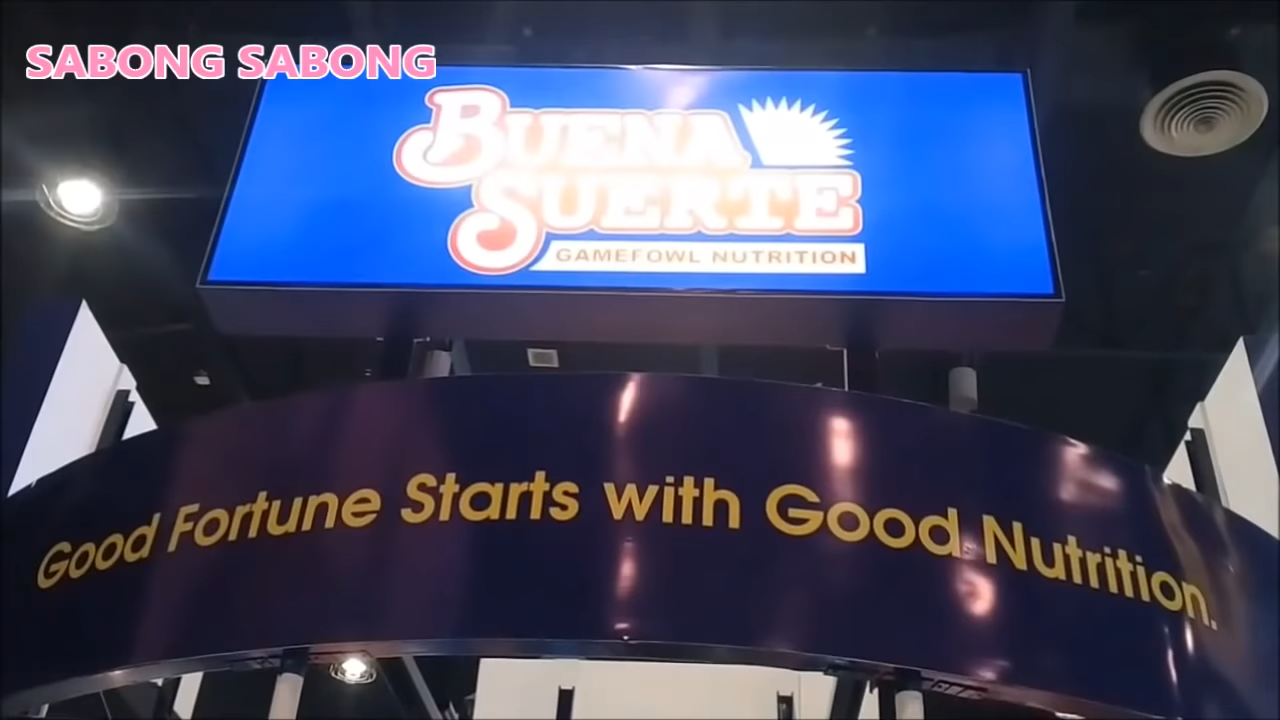 SABONG SABONG
BUENA
SUERTE
GAMEFOWL NUTRITION
Good Fortune Starts with Good Nutrition.